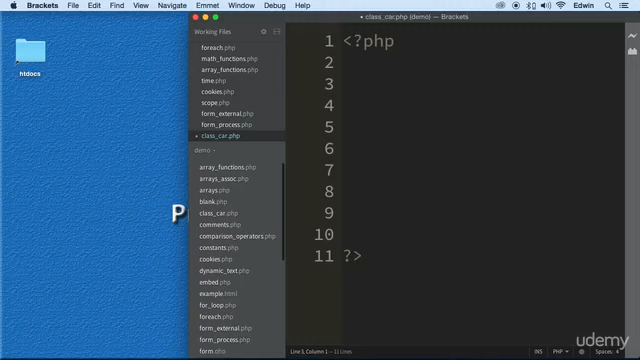 Brackets File Edit Find View Navigate Emmet Window Debug Help Edwin
class_car.php (demo) — Brackets
htdocs
P
Working Files
foreach.php
math_functions.php
array_functions.php
time.php
cookies.php
scope.php
form_external.php
form_process.php
class_car.php
demo
array_functions.php
arrays_assoc.php
arrays.php
blank.php
class_car.php
comments.php
comparison_operators.php
constants.php
cookies.php
dynamic_text.php
embed.php
example.html
for_loop.php
foreach.php
form_external.php
form_process.php
form.php
1 <?php
2
3
4
5
6
7
8
9
10
11 ?>
Line 3, Column 1 — 11 Lines
INS PHP Spaces: 4
udemy